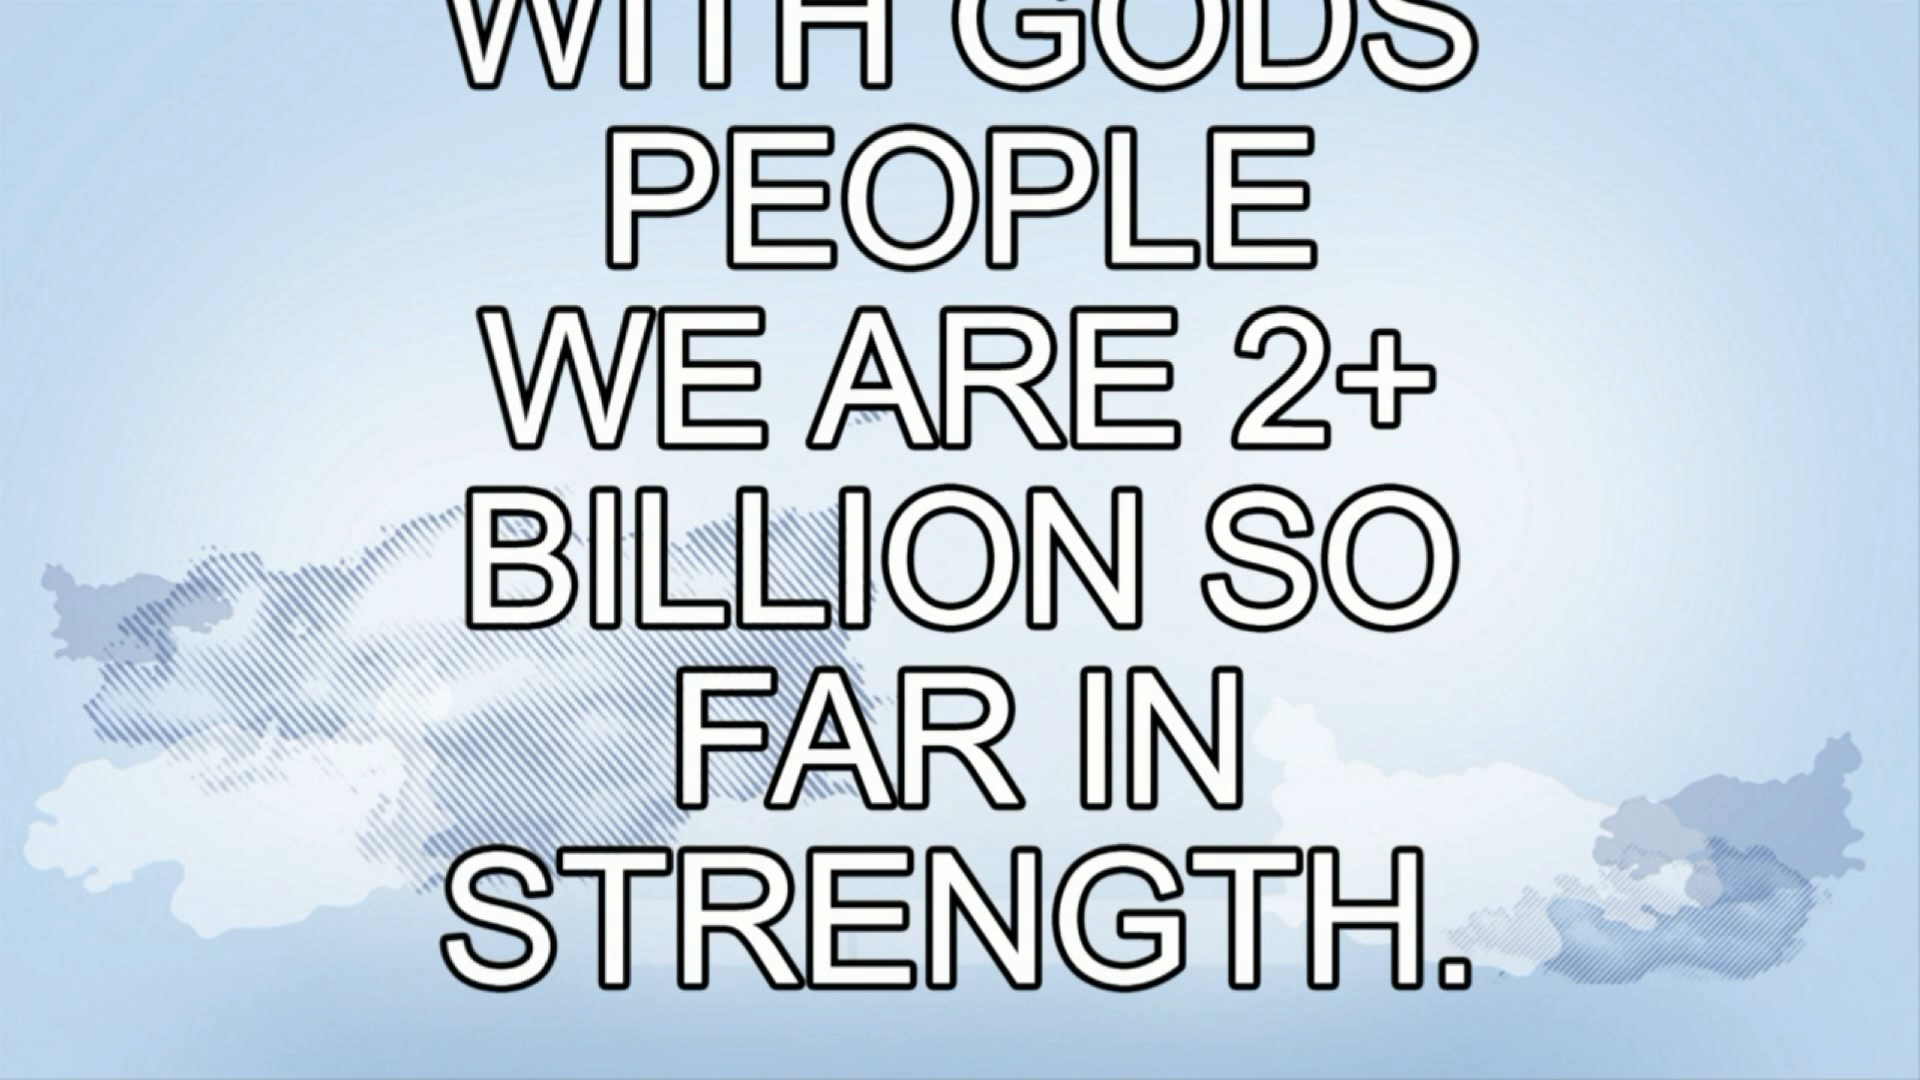 WITH GODS
PEOPLE
WE ARE 2+
BILLION SO
FAR IN
STRENGTH.